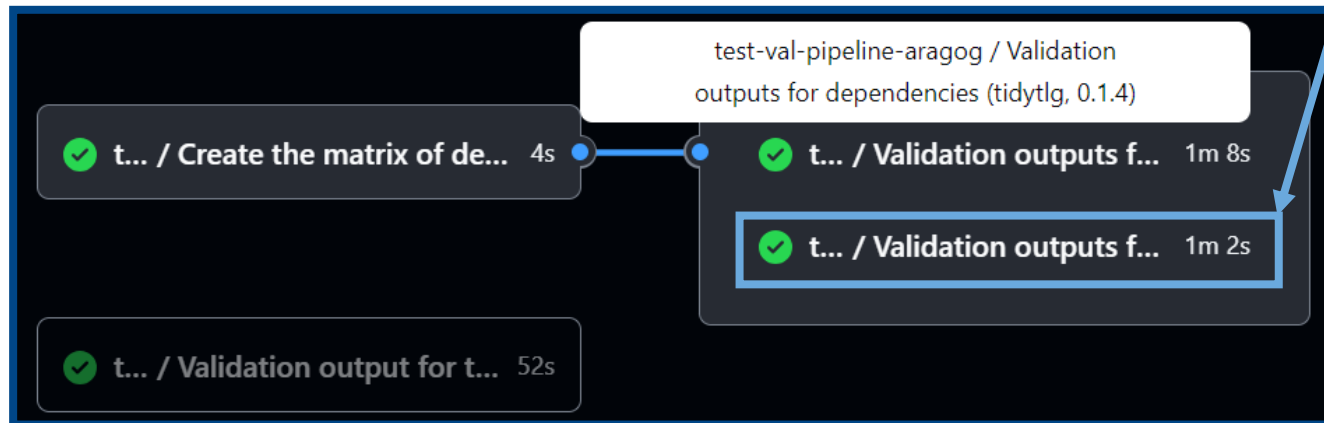 test-val-pipeline-aragog / Validation
outputs for dependencies (tidytlg, 0.1.4)
t... / Create the matrix of de... 4s
t... / Validation outputs f... 1m 8s
t... / Validation outputs f... 1m 2s
t... / Validation output for t... 52s